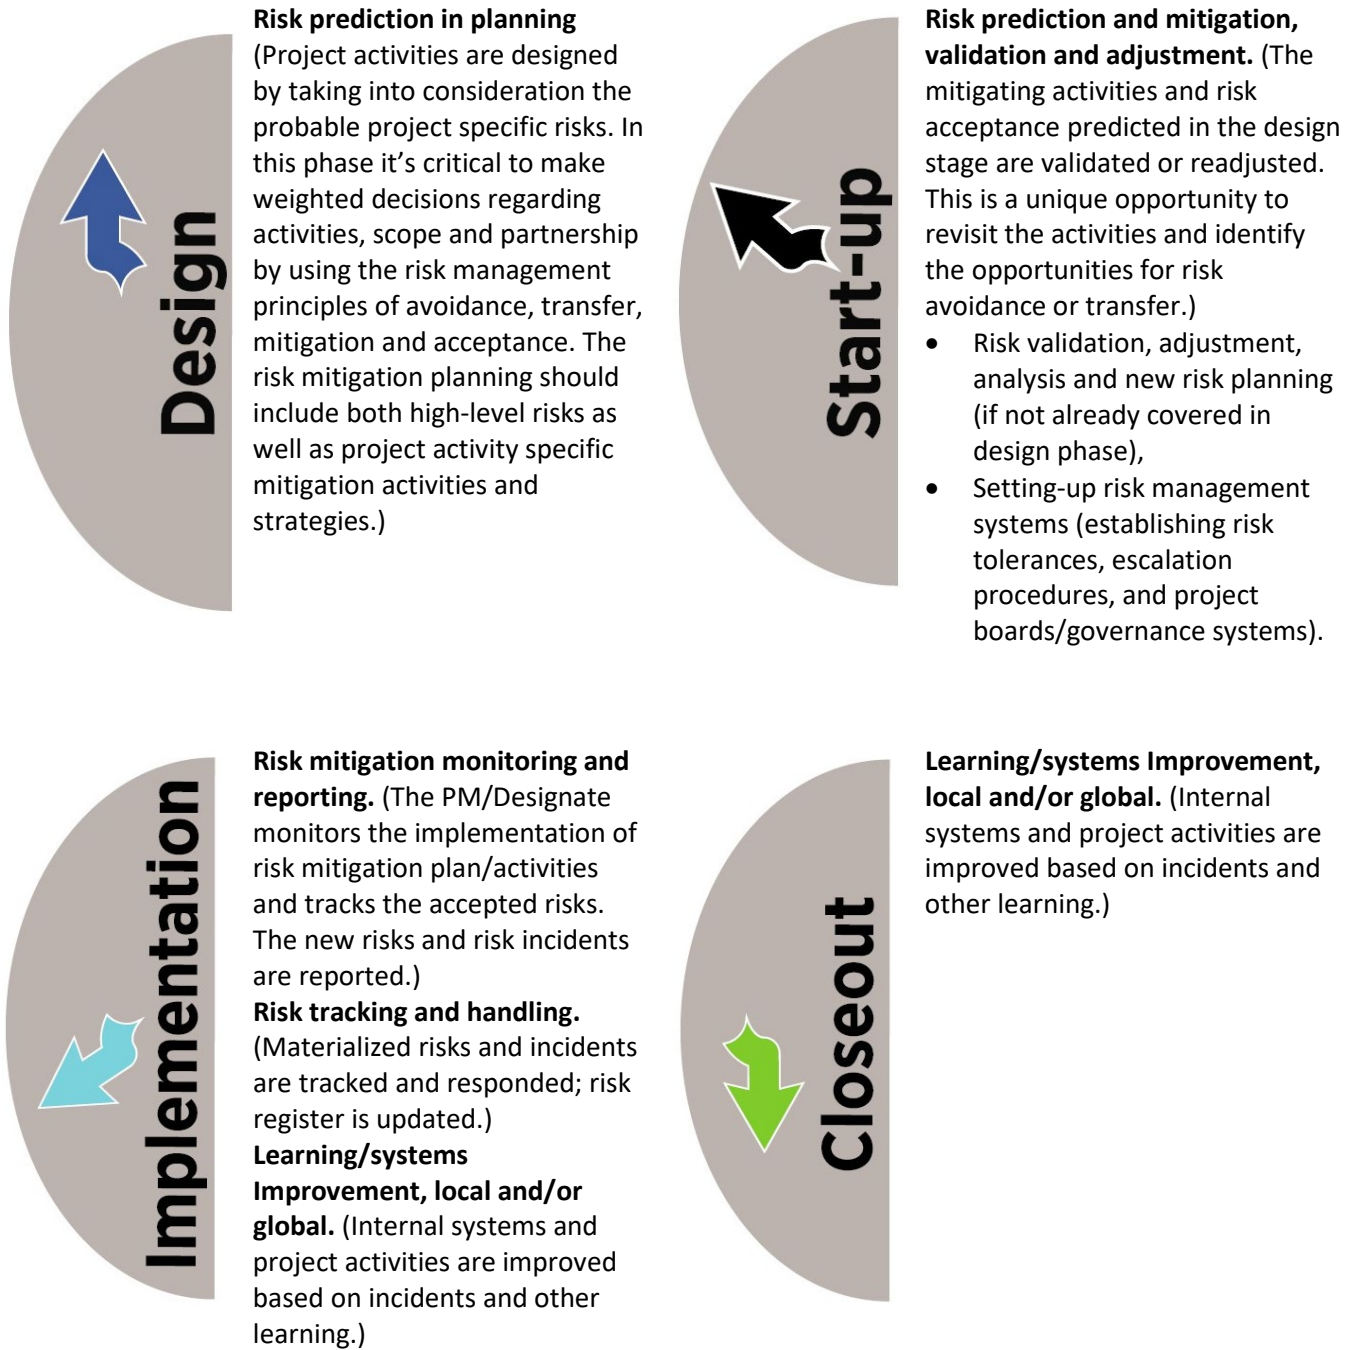 Design
Risk prediction in planning
(Project activities are designed
by taking into consideration the
probable project specific risks. In
this phase it’s critical to make
weighted decisions regarding
activities, scope and partnership
by using the risk management
principles of avoidance, transfer,
mitigation and acceptance. The
risk mitigation planning should
include both high-level risks as
well as project activity specific
mitigation activities and
strategies.)
Start-up
Risk prediction and mitigation,
validation and adjustment. (The
mitigating activities and risk
acceptance predicted in the design
stage are validated or readjusted.
This is a unique opportunity to
revisit the activities and identify
the opportunities for risk
avoidance or transfer.)
• Risk validation, adjustment,
analysis and new risk planning
(if not already covered in
design phase),
• Setting-up risk management
systems (establishing risk
tolerances, escalation
procedures, and project
boards/governance systems).
Implementation
Risk mitigation monitoring and
reporting. (The PM/Designate
monitors the implementation of
risk mitigation plan/activities
and tracks the accepted risks.
The new risks and risk incidents
are reported.)
Risk tracking and handling.
(Materialized risks and incidents
are tracked and responded; risk
register is updated.)
Learning/systems
Improvement, local and/or
global. (Internal systems and
project activities are improved
based on incidents and other
learning.)
Closeout
Learning/systems Improvement,
local and/or global. (Internal
systems and project activities are
improved based on incidents and
other learning.)